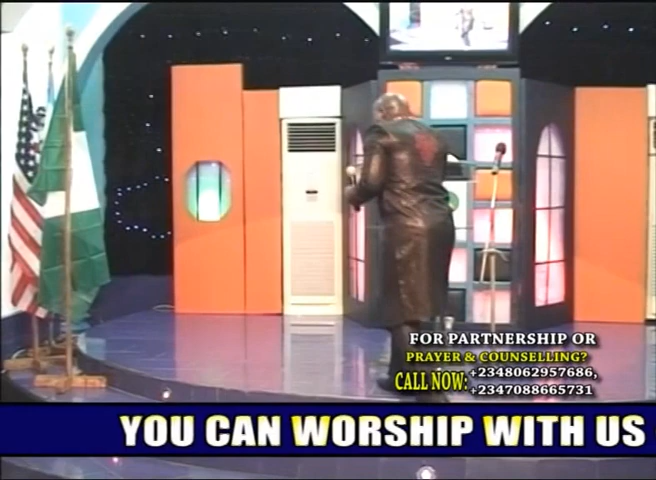 FOR PARTNERSHIP OR
PRAYER & COUNSELLING?
CALL NOW: +2348062957686,
+2347088665731
YOU CAN WORSHIP WITH US